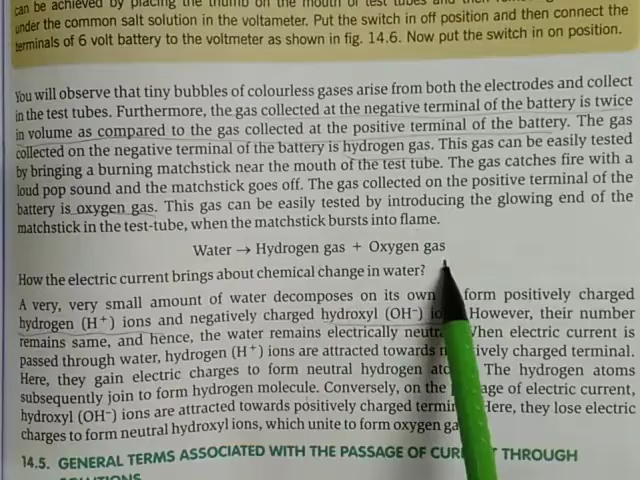 can be achieved by placing the thumb on the mouth of test tubes and then
under the common salt solution in the voltameter. Put the switch in off position and then connect the
terminals of 6 volt battery to the voltmeter as shown in fig. 14.6. Now put the switch in on position.
You will observe that tiny bubbles of colourless gases arise from both the electrodes and collect
in the test tubes. Furthermore, the gas collected at the negative terminal of the battery is twice
in volume as compared to the gas collected at the positive terminal of the battery. The gas
collected on the negative terminal of the battery is hydrogen gas. This gas can be easily tested
by bringing a burning matchstick near the mouth of the test tube. The gas catches fire with a
loud pop sound and the matchstick goes off. The gas collected on the positive terminal of the
battery is oxygen gas. This gas can be easily tested by introducing the glowing end of the
matchstick in the test-tube, when the matchstick bursts into flame.
Water → Hydrogen gas + Oxygen gas
How the electric current brings about chemical change in water?
A very, very small amount of water decomposes on its own form positively charged
hydrogen (H⁺) ions and negatively charged hydroxyl (OH⁻) io However, their number
remains same, and hence, the water remains electrically neutr When electric current is
passed through water, hydrogen (H⁺) ions are attracted towards n ively charged terminal.
Here, they gain electric charges to form neutral hydrogen ato The hydrogen atoms
subsequently join to form hydrogen molecule. Conversely, on the age of electric current,
hydroxyl (OH⁻) ions are attracted towards positively charged termin Here, they lose electric
charges to form neutral hydroxyl ions, which unite to form oxygen ga
14.5. GENERAL TERMS ASSOCIATED WITH THE PASSAGE OF CUR T THROUGH